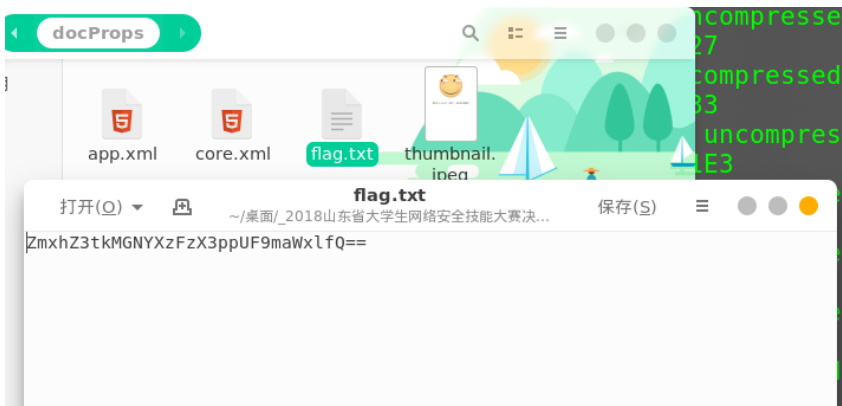 docProps
uncompresse
27
compressed
33
uncompres
1E3
app.xml
core.xml
flag.txt
thumbnail.
jpeg
打开(O)
flag.txt
~/桌面/_2018山东省大学生网络安全技能大赛决...
保存(S)
ZmxhZ3tkMGNYXzFzX3ppUF9maWxlfQ==